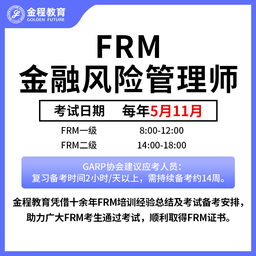 金程教育
GOLDEN FUTURE
FRM
金融风险管理师
考试日期 每年5月11月
FRM一级 8:00-12:00
FRM二级 14:00-18:00
GARP协会建议应考人员：
复习备考时间2小时/天以上，需持续备考约14周。
金程教育凭借十余年FRM培训经验总结及考试备考安排，
助力广大FRM考生通过考试，顺利取得FRM证书。